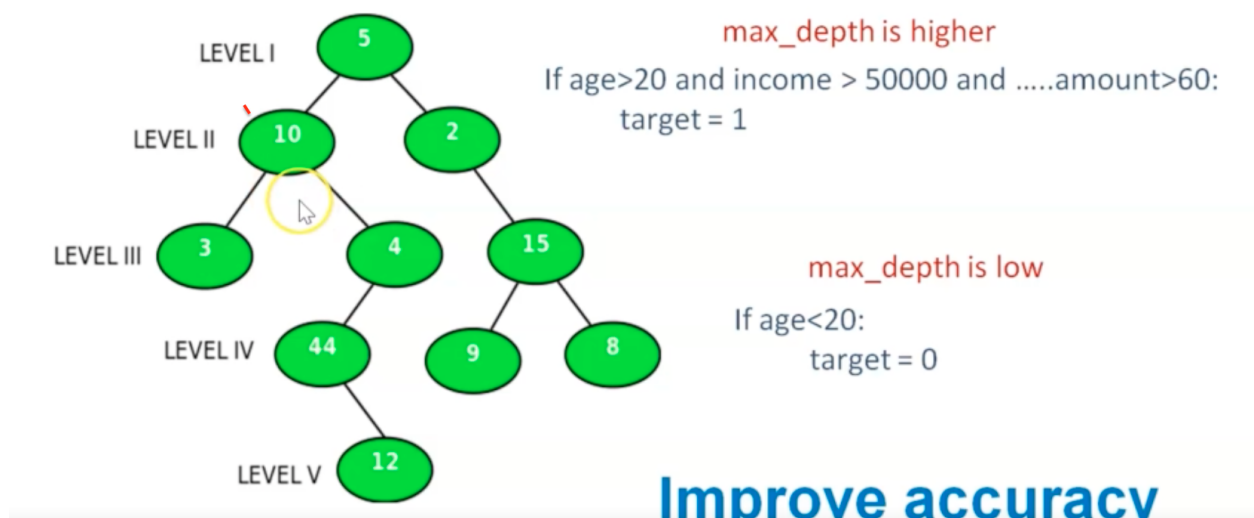 5
max_depth is higher
LEVEL I
If age>20 and income > 50000 and .....amount>60:
target = 1
LEVEL II
10
2
LEVEL III
3
4
15
max_depth is low
If age<20:
target = 0
LEVEL IV
44
9
8
LEVEL V
12
Improve accuracy